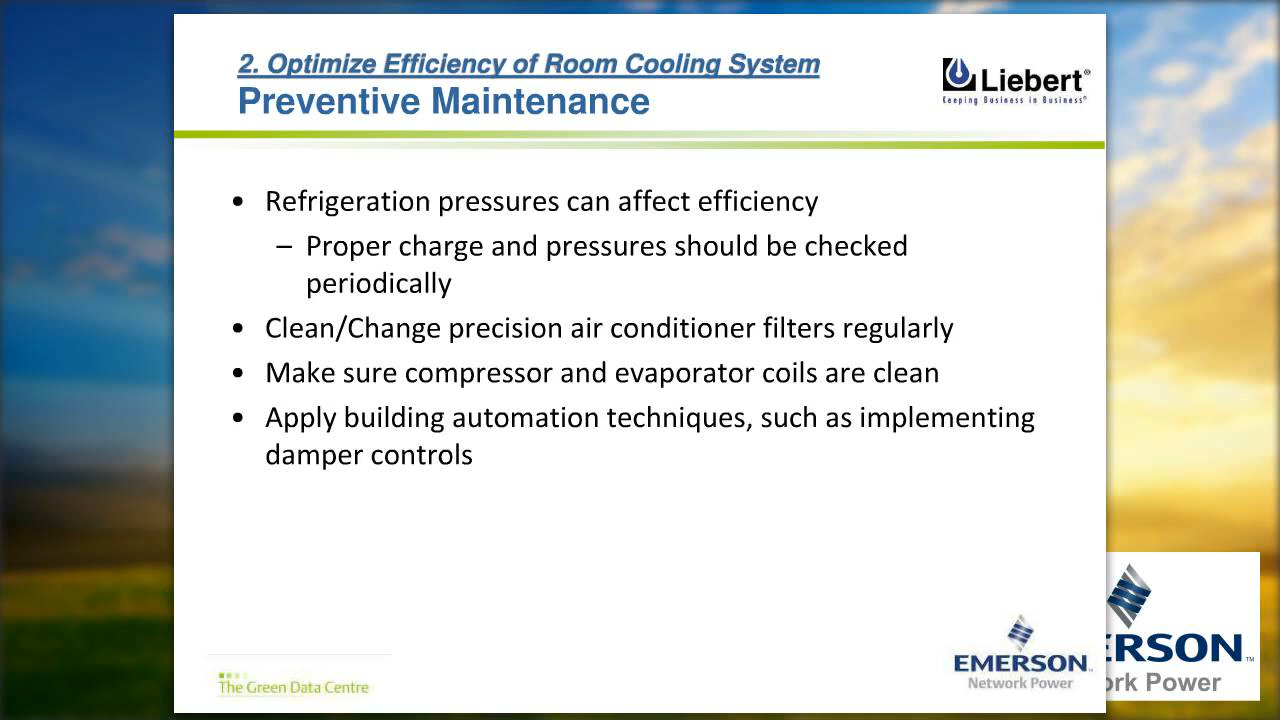 2. Optimize Efficiency of Room Cooling System
Preventive Maintenance
Liebert®
Keeping Business in Business®
• Refrigeration pressures can affect efficiency
– Proper charge and pressures should be checked
periodically
• Clean/Change precision air conditioner filters regularly
• Make sure compressor and evaporator coils are clean
• Apply building automation techniques, such as implementing
damper controls
The Green Data Centre
EMERSON™
Network Power
ERSON™
ork Power